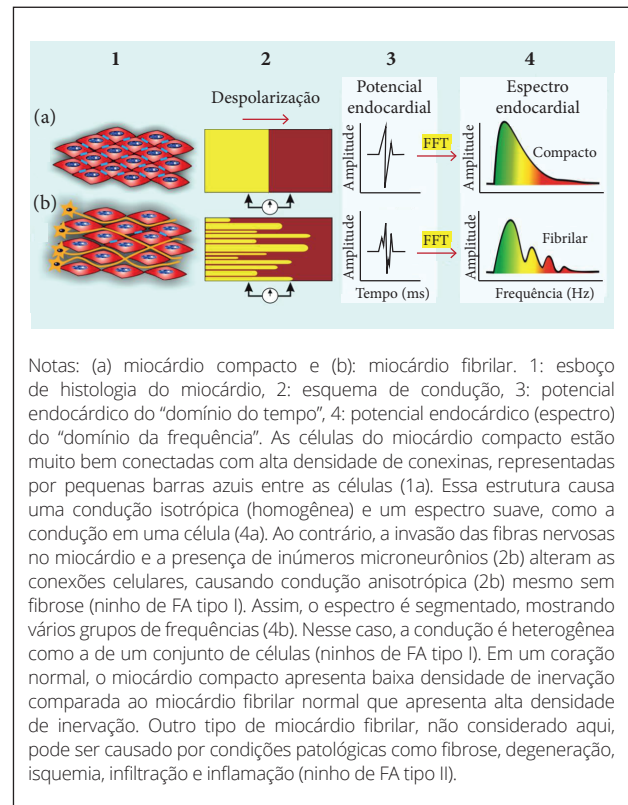 1 2 3 4
Despolarização
Potencial
endocardial
Espectro
endocardial
(a)
Amplitude
FFT
Amplitude
Compacto
(b)
Amplitude
FFT
Amplitude
Fibrilar
Tempo (ms)
Frequência (Hz)
Notas: (a) miocárdio compacto e (b): miocárdio fibrilar. 1: esboço
de histologia do miocárdio, 2: esquema de condução, 3: potencial
endocárdico do “domínio do tempo”, 4: potencial endocárdico (espectro)
do “domínio da frequência”. As células do miocárdio compacto estão
muito bem conectadas com alta densidade de conexinas, representadas
por pequenas barras azuis entre as células (1a). Essa estrutura causa
uma condução isotrópica (homogênea) e um espectro suave, como a
condução em uma célula (4a). Ao contrário, a invasão das fibras nervosas
no miocárdio e a presença de inúmeros microneurônios (2b) alteram as
conexões celulares, causando condução anisotrópica (2b) mesmo sem
fibrose (ninho de FA tipo I). Assim, o espectro é segmentado, mostrando
vários grupos de frequências (4b). Nesse caso, a condução é heterogênea
como a de um conjunto de células (ninhos de FA tipo I). Em um coração
normal, o miocárdio compacto apresenta baixa densidade de inervação
comparada ao miocárdio fibrilar normal que apresenta alta densidade
de inervação. Outro tipo de miocárdio fibrilar, não considerado aqui,
pode ser causado por condições patológicas como fibrose, degeneração,
isquemia, infiltração e inflamação (ninho de FA tipo II).